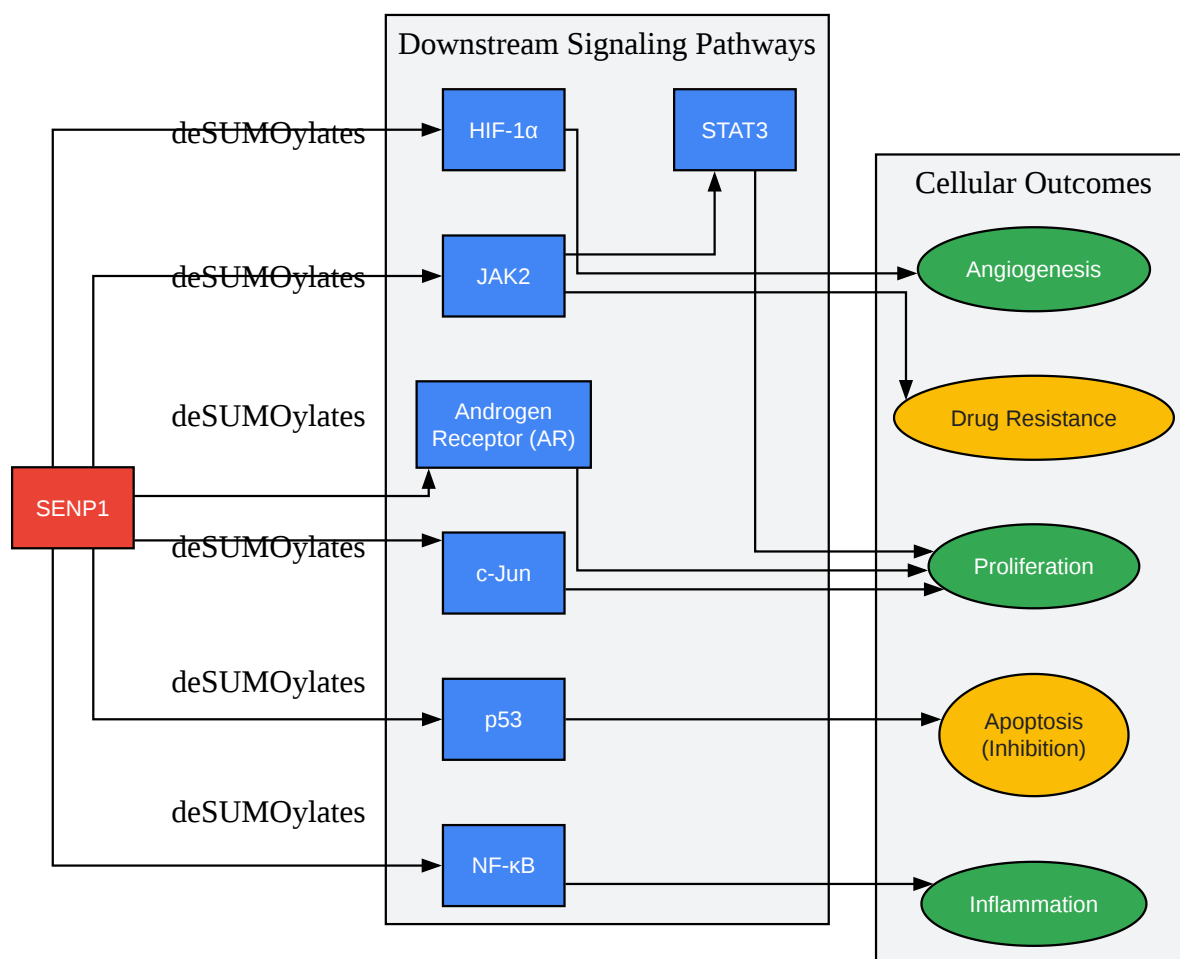 Downstream Signaling Pathways
deSUMOylates
HIF-1α
STAT3
Cellular Outcomes
deSUMOylates
JAK2
Angiogenesis
deSUMOylates
Androgen
Receptor (AR)
Drug Resistance
SENP1
deSUMOylates
c-Jun
Proliferation
deSUMOylates
p53
Apoptosis
(Inhibition)
deSUMOylates
NF-κB
Inflammation